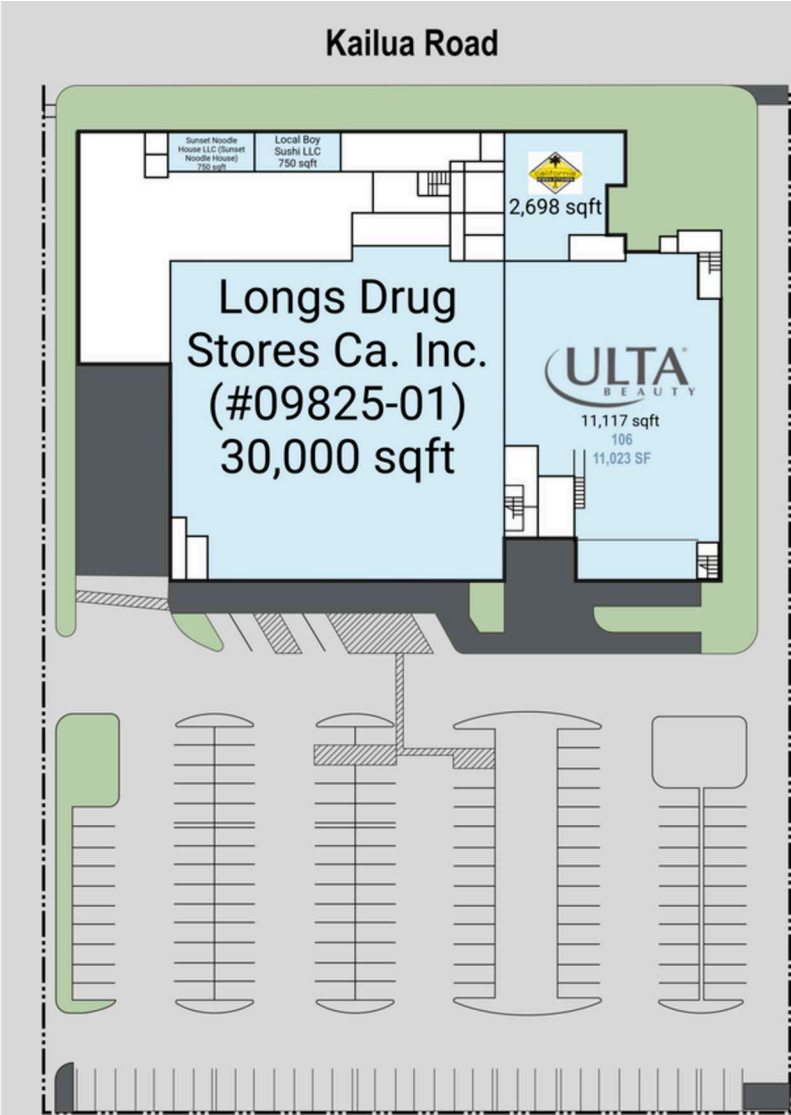 Kailua Road
Sunset Noodle
House LLC (Sunset
Noodle House)
750 sqft
Local Boy
Sushi LLC
750 sqft
california
2,698 sqft
Longs Drug
Stores Ca. Inc.
(#09825-01)
30,000 sqft
ULTA
BEAUTY
11,117 sqft
106
11,023 SF